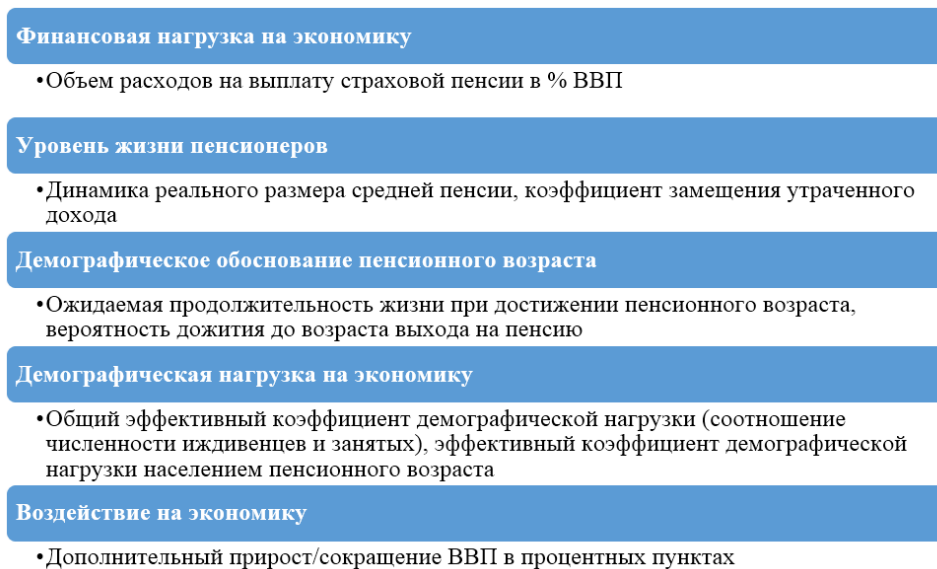 Финансовая нагрузка на экономику
•Объем расходов на выплату страховой пенсии в % ВВП
Уровень жизни пенсионеров
•Динамика реального размера средней пенсии, коэффициент замещения утраченного
дохода
Демографическое обоснование пенсионного возраста
•Ожидаемая продолжительность жизни при достижении пенсионного возраста,
вероятность дожития до возраста выхода на пенсию
Демографическая нагрузка на экономику
•Общий эффективный коэффициент демографической нагрузки (соотношение
численности иждивенцев и занятых), эффективный коэффициент демографической
нагрузки населением пенсионного возраста
Воздействие на экономику
•Дополнительный прирост/сокращение ВВП в процентных пунктах